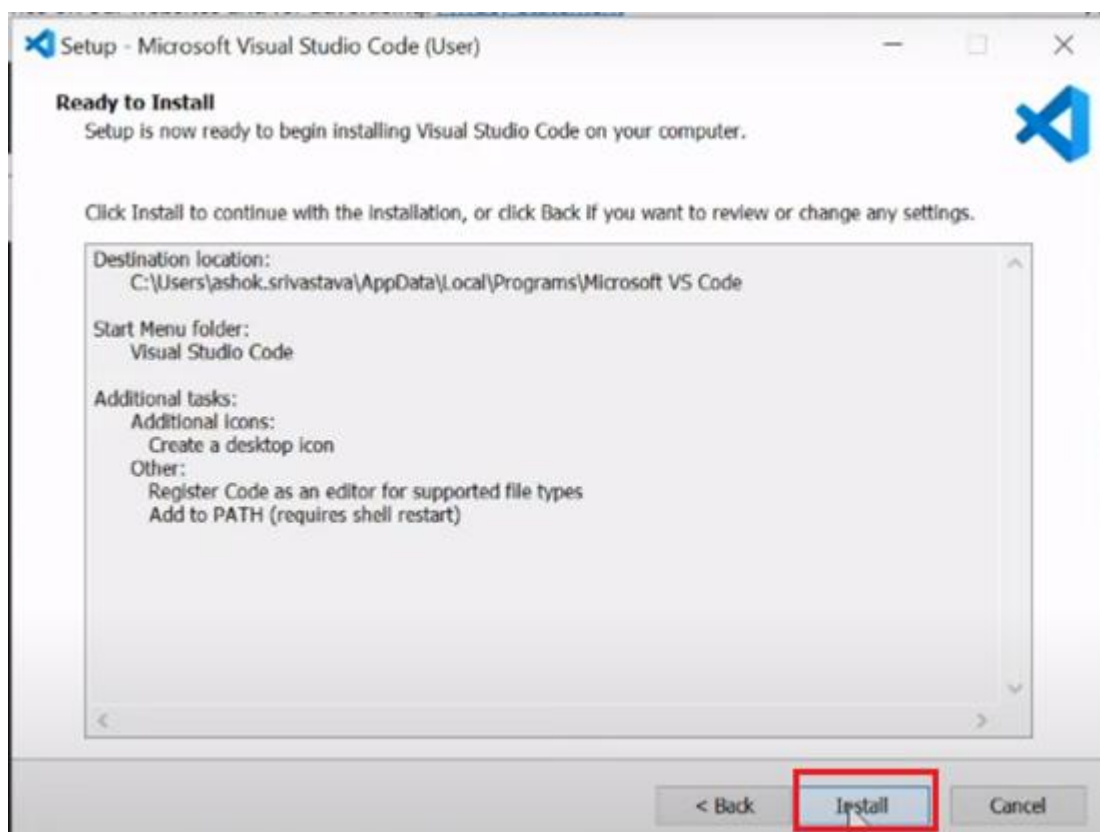 Setup - Microsoft Visual Studio Code (User)
Ready to Install
Setup is now ready to begin installing Visual Studio Code on your computer.
Click Install to continue with the installation, or click Back if you want to review or change any settings.
Destination location:
C:\Users\ashok.srivastava\AppData\Local\Programs\Microsoft VS Code
Start Menu folder:
Visual Studio Code
Additional tasks:
Additional icons:
Create a desktop icon
Other:
Register Code as an editor for supported file types
Add to PATH (requires shell restart)
< Back
Install
Cancel